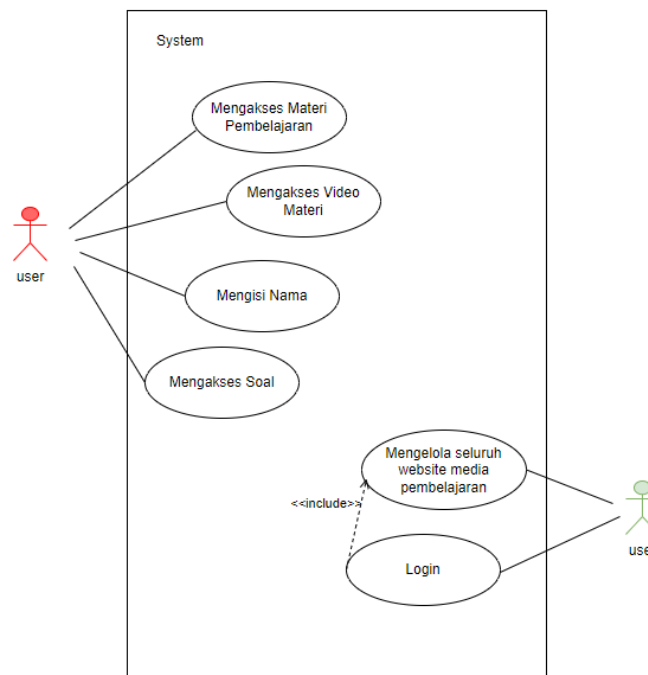 System
Mengakses Materi
Pembelajaran
Mengakses Video
Materi
user
Mengisi Nama
Mengakses Soal
Mengelola seluruh
website media
pembelajaran
<<include>>
Login
use